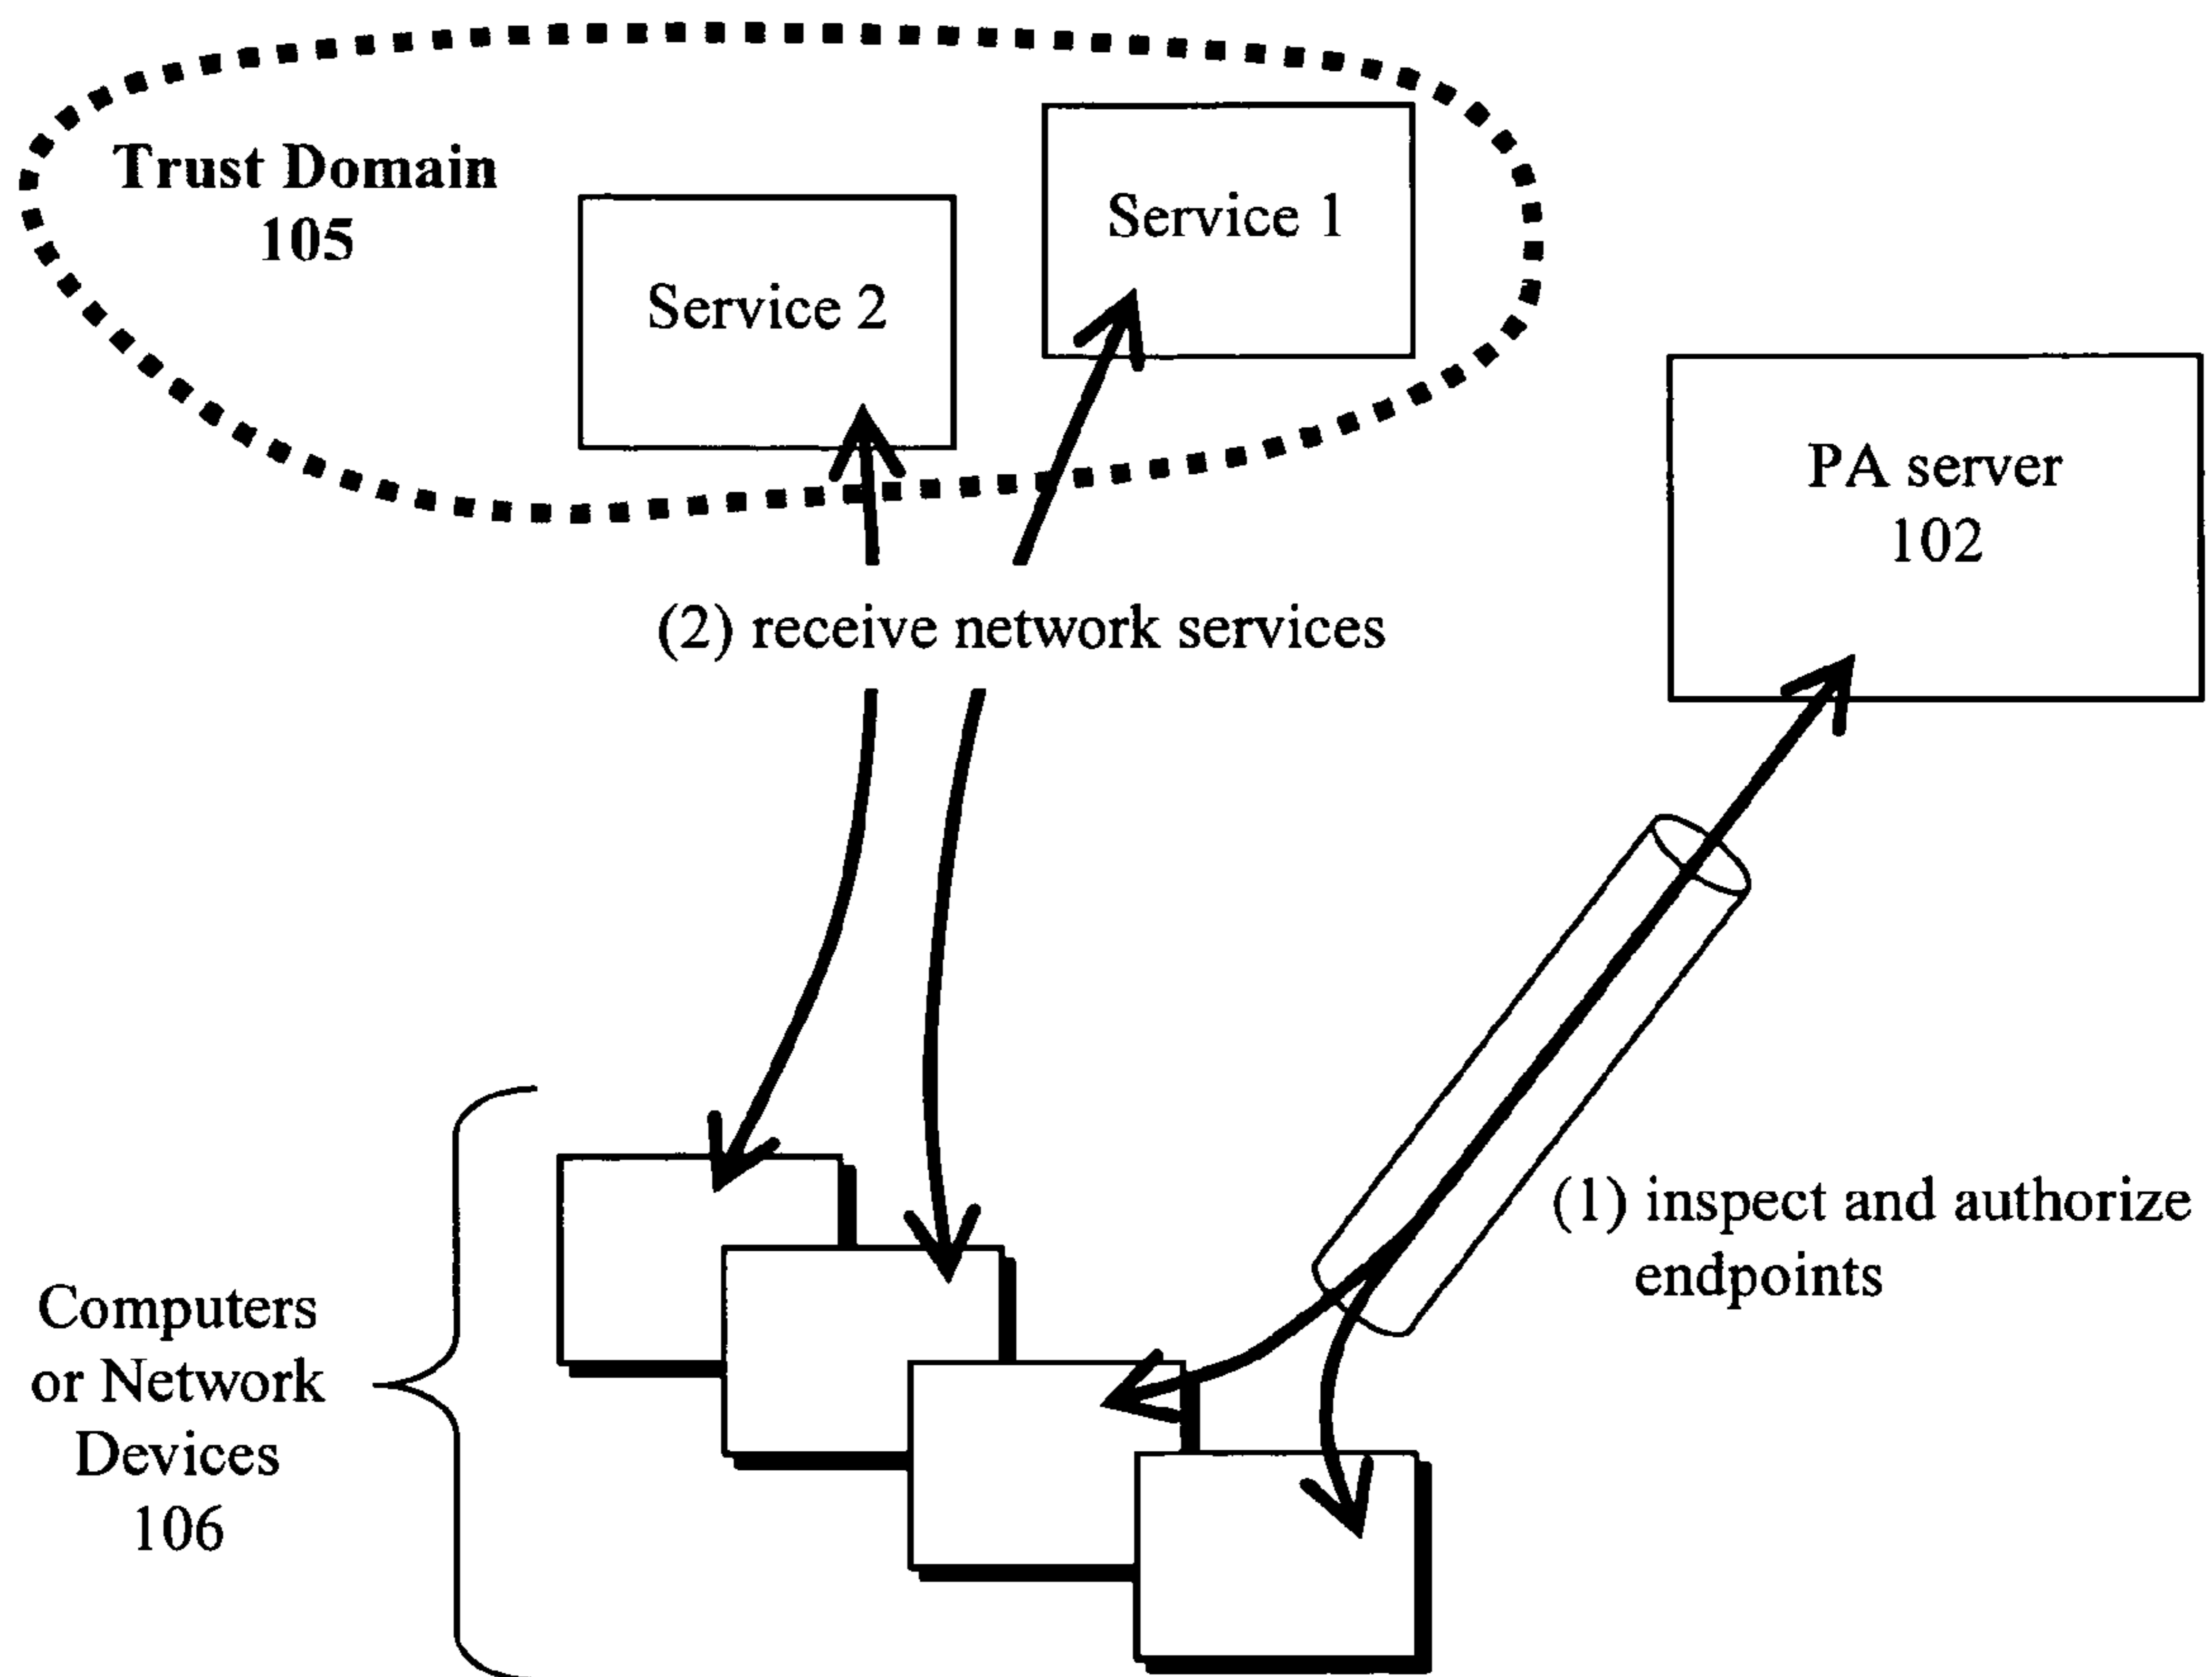 Trust Domain
105
Service 1
Service 2
PA server
102
(2) receive network services
(1) inspect and authorize
endpoints
Computers
or Network
Devices
106